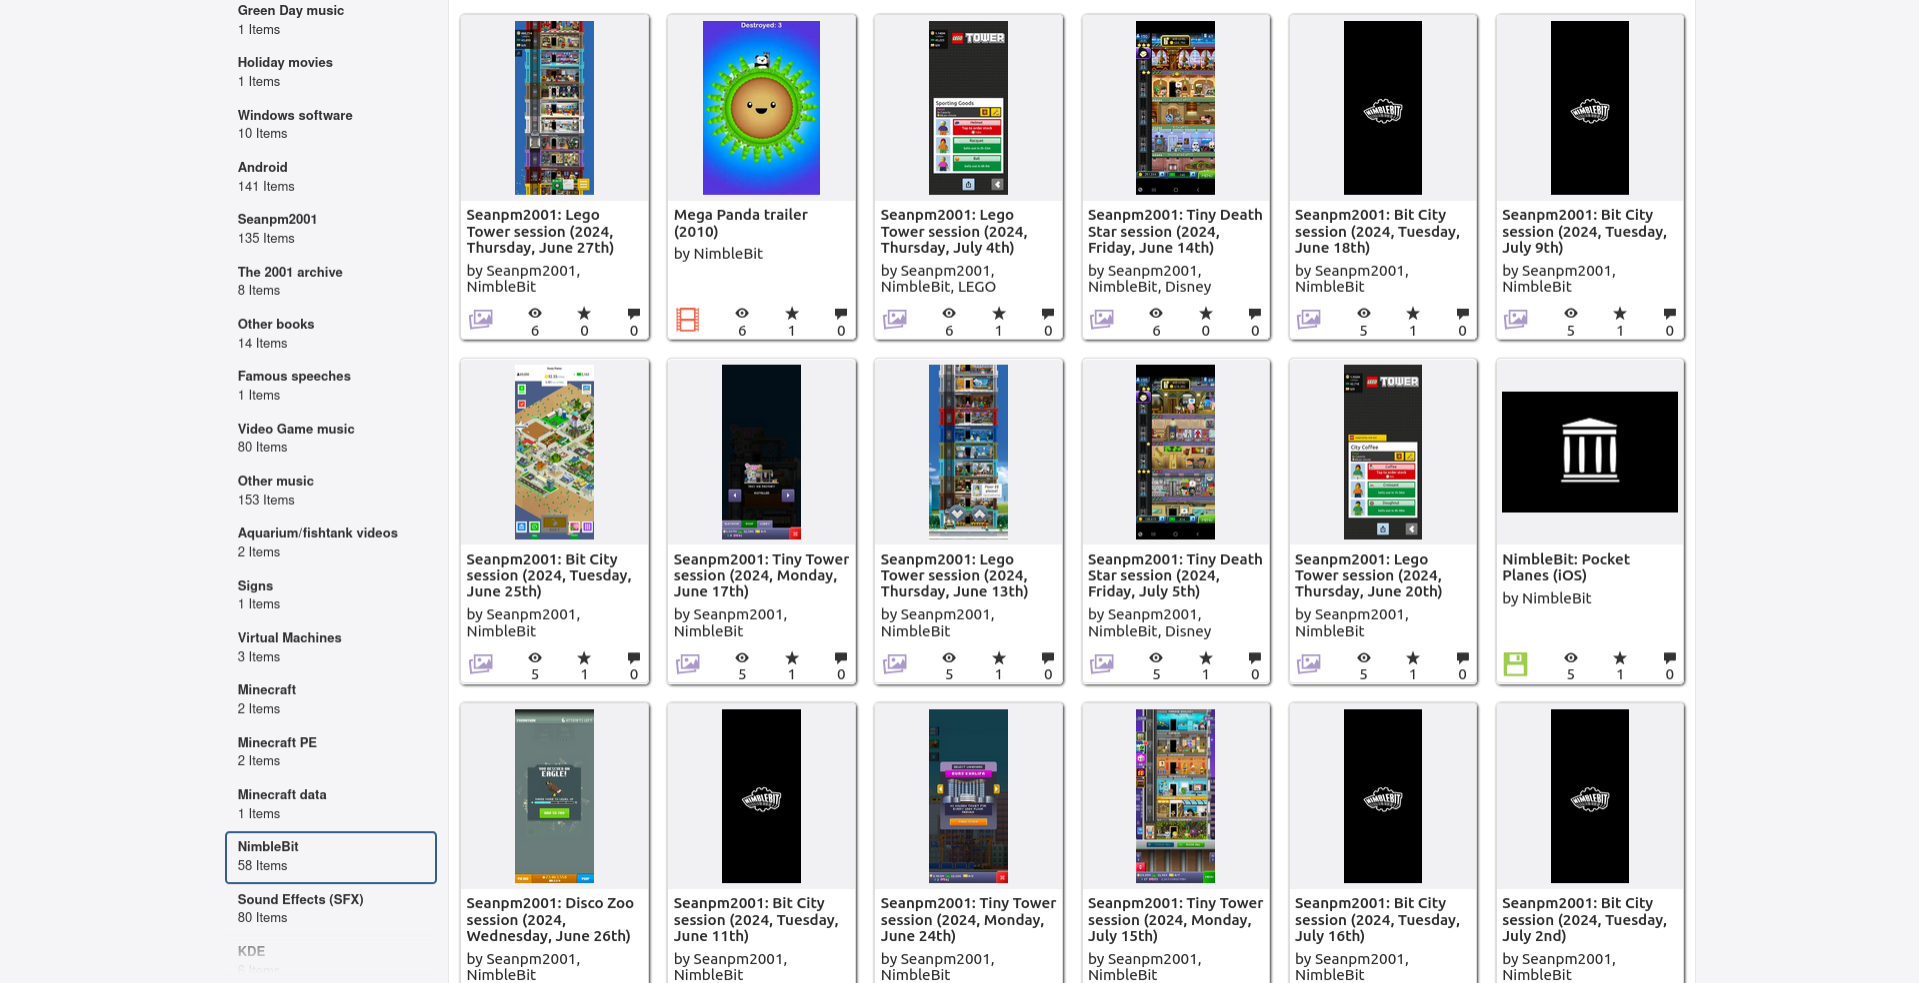 Green Day music
1 Items
Holiday movies
1 Items
Windows software
10 Items
Android
141 Items
Seanpm2001
135 Items
The 2001 archive
8 Items
Other books
14 Items
Famous speeches
1 Items
Video Game music
80 Items
Other music
153 Items
Aquarium/fishtank videos
2 Items
Signs
1 Items
Virtual Machines
3 Items
Minecraft
2 Items
Minecraft PE
2 Items
Minecraft data
1 Items
NimbleBit
58 Items
Sound Effects (SFX)
80 Items
KDE
6 Items
Seanpm2001: Lego
Tower session (2024,
Thursday, June 27th)
by Seanpm2001,
NimbleBit
6
0
0
Destroyed: 3
Mega Panda trailer
(2010)
by NimbleBit
6
1
0
LEGO TOWER
Sporting Goods
Seanpm2001: Lego
Tower session (2024,
Thursday, July 4th)
by Seanpm2001,
NimbleBit, LEGO
6
1
0
Seanpm2001: Tiny Death
Star session (2024,
Friday, June 14th)
by Seanpm2001,
NimbleBit, Disney
6
0
0
NIMBLEBIT
Seanpm2001: Bit City
session (2024, Tuesday,
June 18th)
by Seanpm2001,
NimbleBit
5
1
0
NIMBLEBIT
Seanpm2001: Bit City
session (2024, Tuesday,
July 9th)
by Seanpm2001,
NimbleBit
5
1
0
Seanpm2001: Bit City
session (2024, Tuesday,
June 25th)
by Seanpm2001,
NimbleBit
5
1
0
Seanpm2001: Tiny Tower
session (2024, Monday,
June 17th)
by Seanpm2001,
NimbleBit
5
1
0
Seanpm2001: Lego
Tower session (2024,
Thursday, June 13th)
by Seanpm2001,
NimbleBit
5
1
0
Seanpm2001: Tiny Death
Star session (2024,
Friday, July 5th)
by Seanpm2001,
NimbleBit, Disney
5
1
0
LEGO TOWER
City Coffee
Seanpm2001: Lego
Tower session (2024,
Thursday, June 20th)
by Seanpm2001,
NimbleBit
5
1
0
NimbleBit: Pocket
Planes (iOS)
by NimbleBit
5
1
0
EAGLE!
Seanpm2001: Disco Zoo
session (2024,
Wednesday, June 26th)
by Seanpm2001,
NimbleBit
NIMBLEBIT
Seanpm2001: Bit City
session (2024, Tuesday,
June 11th)
by Seanpm2001,
NimbleBit
Seanpm2001: Tiny Tower
session (2024, Monday,
June 24th)
by Seanpm2001,
NimbleBit
Seanpm2001: Tiny Tower
session (2024, Monday,
July 15th)
by Seanpm2001,
NimbleBit
NIMBLEBIT
Seanpm2001: Bit City
session (2024, Tuesday,
July 16th)
by Seanpm2001,
NimbleBit
NIMBLEBIT
Seanpm2001: Bit City
session (2024, Tuesday,
July 2nd)
by Seanpm2001,
NimbleBit